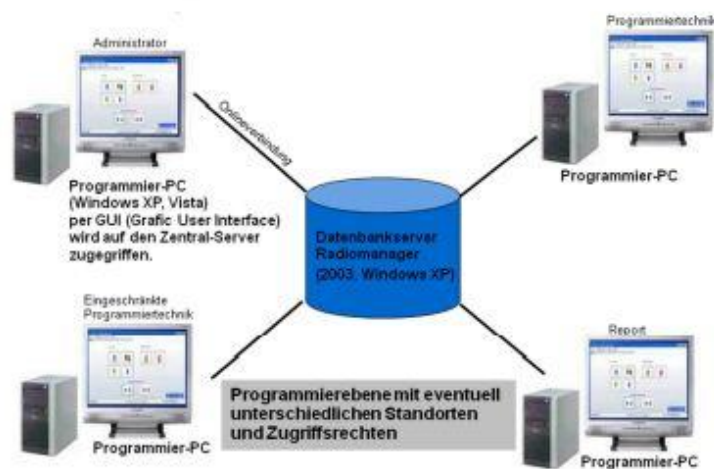 Administrator
Programmiertechnik
Onlineverbindung
Programmier-PC
Programmier-PC
(Windows XP, Vista)
per GUI (Grafic User Interface)
wird auf den Zentral-Server
zugegriffen.
Datenbankserver
Radiomanager
(2003, Windows XP)
Eingeschränkte
Programmiertechnik
Report
Programmierebene mit eventuell
unterschiedlichen Standorten
und Zugriffsrechten
Programmier-PC
Programmier-PC